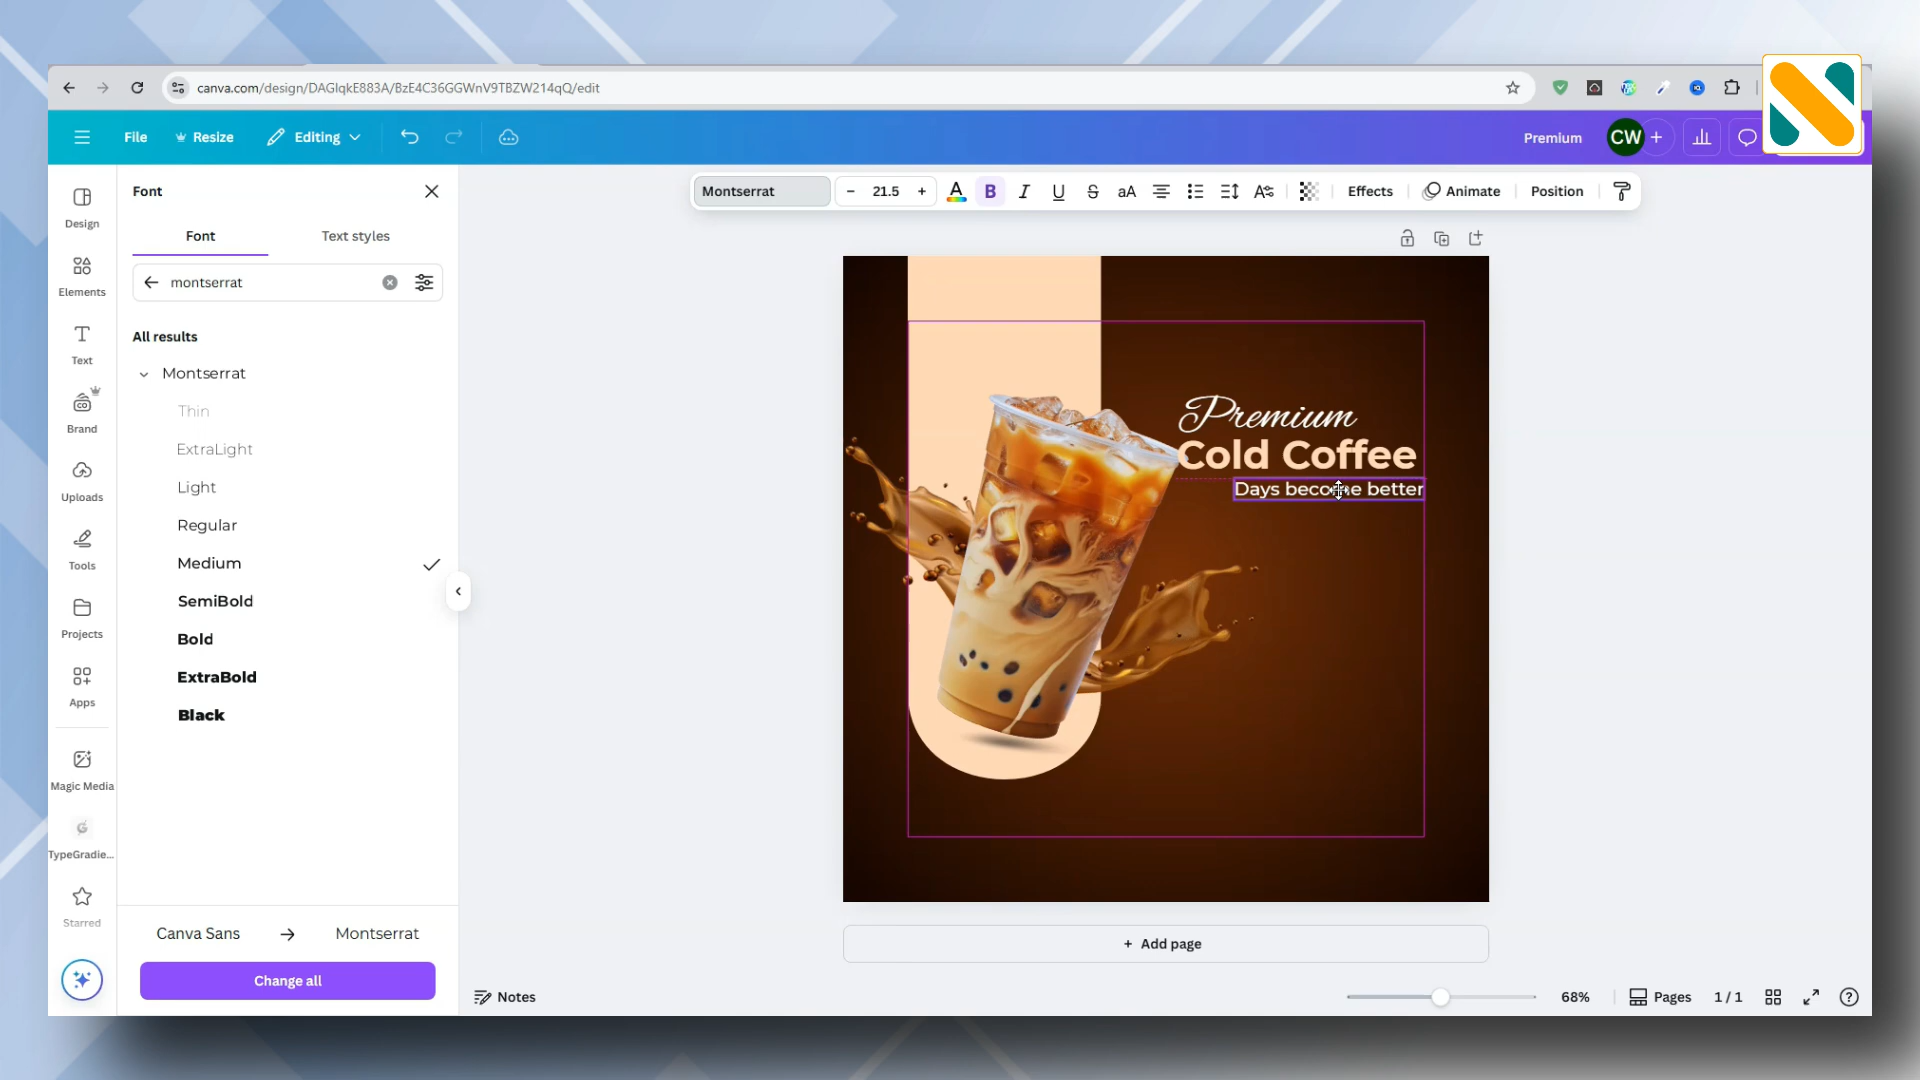 canva.com/design/DAGlqkE883A/BzE4C36GGWnV9TBZW214qQ/edit
File
Resize
Editing
Premium
CW
Design
Elements
Text
Brand
Uploads
Tools
Projects
Apps
Magic Media
TypeGradie...
Starred
Font
Font
Text styles
montserrat
All results
Montserrat
Thin
ExtraLight
Light
Regular
Medium
SemiBold
Bold
ExtraBold
Black
Canva Sans → Montserrat
Change all
Montserrat
− 21.5 +
A B I U S aA
Effects
Animate
Position
Premium
Cold Coffee
Days become better
+ Add page
Notes
68%
Pages
1 / 1